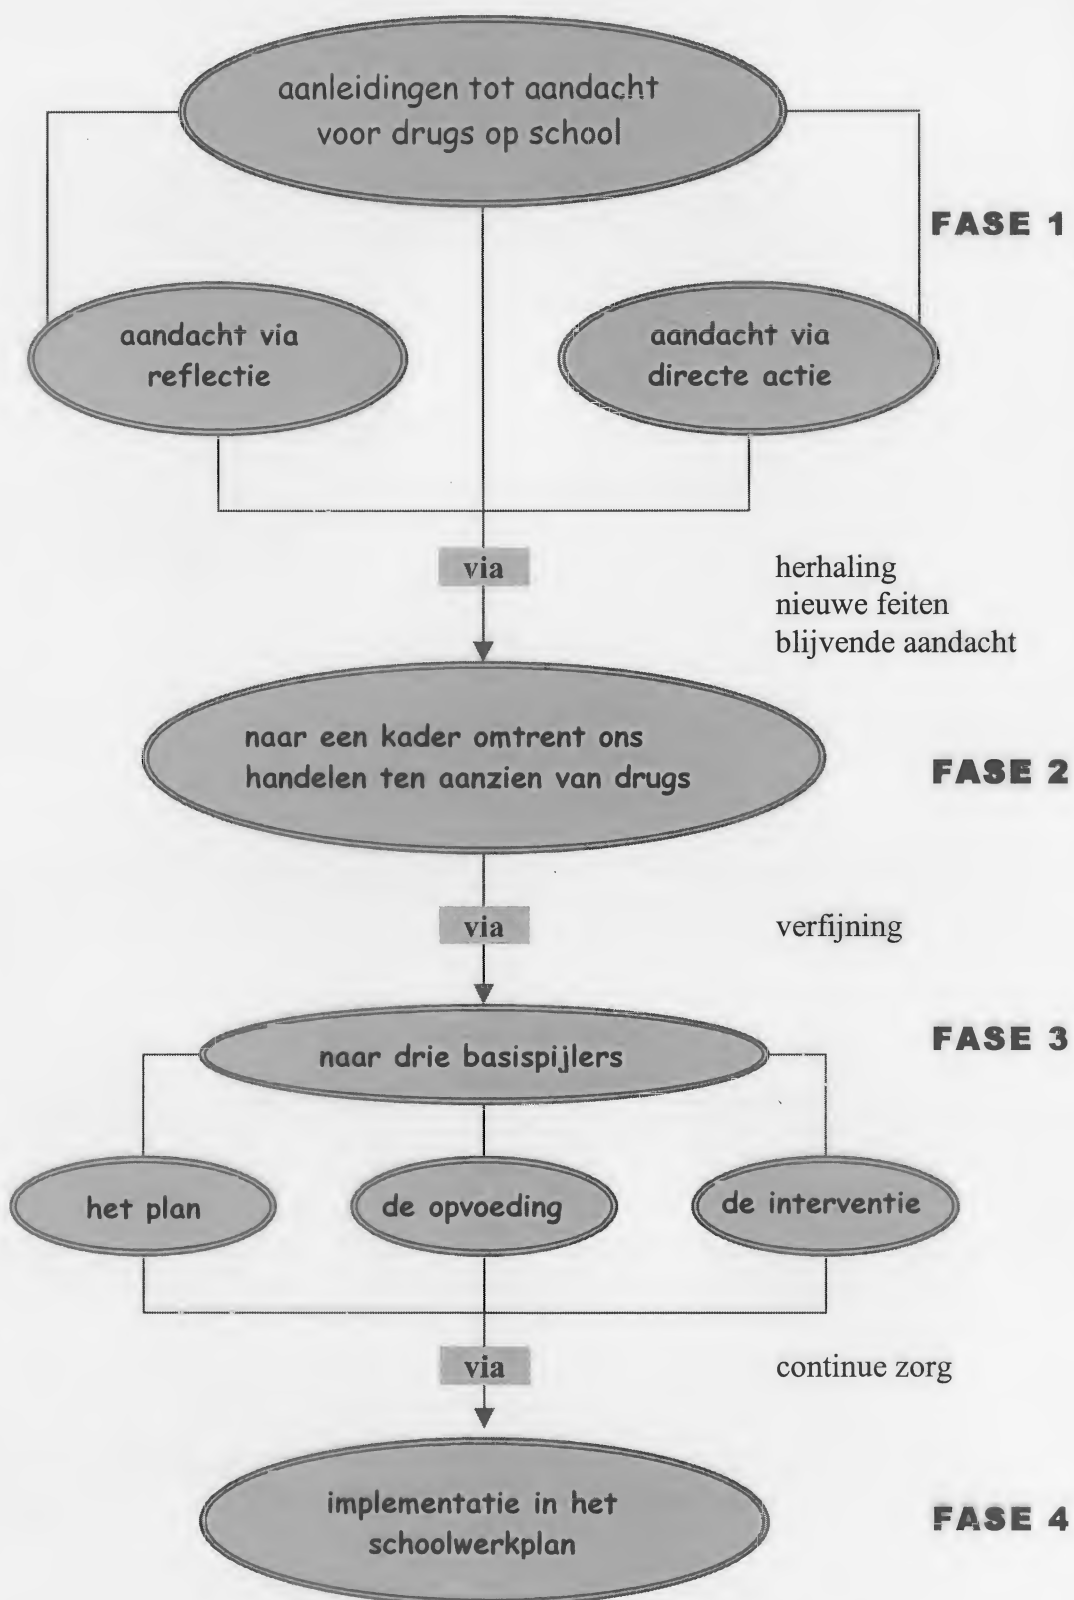 aanleidingen tot aandacht
voor drugs op school
FASE 1
aandacht via
reflectie
aandacht via
directe actie
via
herhaling
nieuwe feiten
blijvende aandacht
naar een kader omtrent ons
handelen ten aanzien van drugs
FASE 2
via
verfijning
naar drie basispijlers
FASE 3
het plan
de opvoeding
de interventie
via
continue zorg
implementatie in het
schoolwerkplan
FASE 4